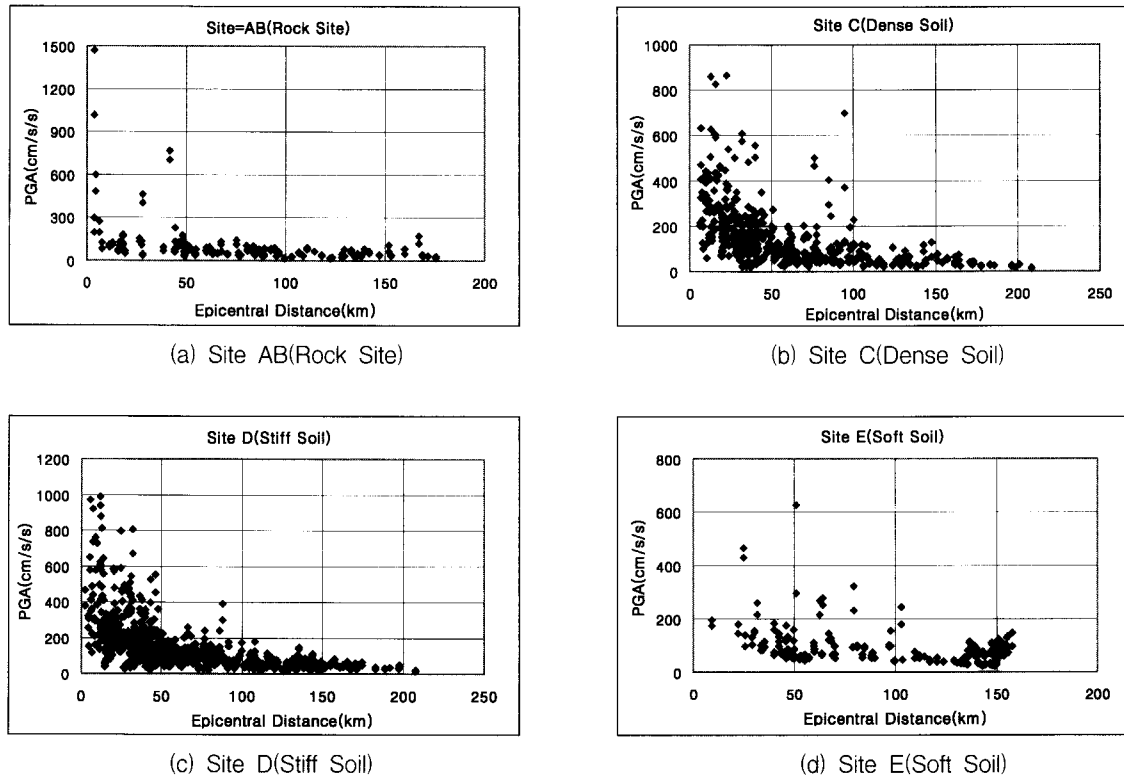 Site=AB(Rock Site)
PGA(cm/s/s)
1500
1200
900
600
300
0
0 50 100 150 200
Epicentral Distance(km)
(a) Site AB(Rock Site)
Site C(Dense Soil)
PGA(cm/s/s)
1000
800
600
400
200
0
0 50 100 150 200 250
Epicentral Distance(km)
(b) Site C(Dense Soil)
Site D(Stiff Soil)
PGA(cm/s/s)
1200
1000
800
600
400
200
0
0 50 100 150 200 250
Epicentral Distance(km)
(c) Site D(Stiff Soil)
Site E(Soft Soil)
PGA(cm/s/s)
800
600
400
200
0
0 50 100 150 200
Epicentral Distance(km)
(d) Site E(Soft Soil)